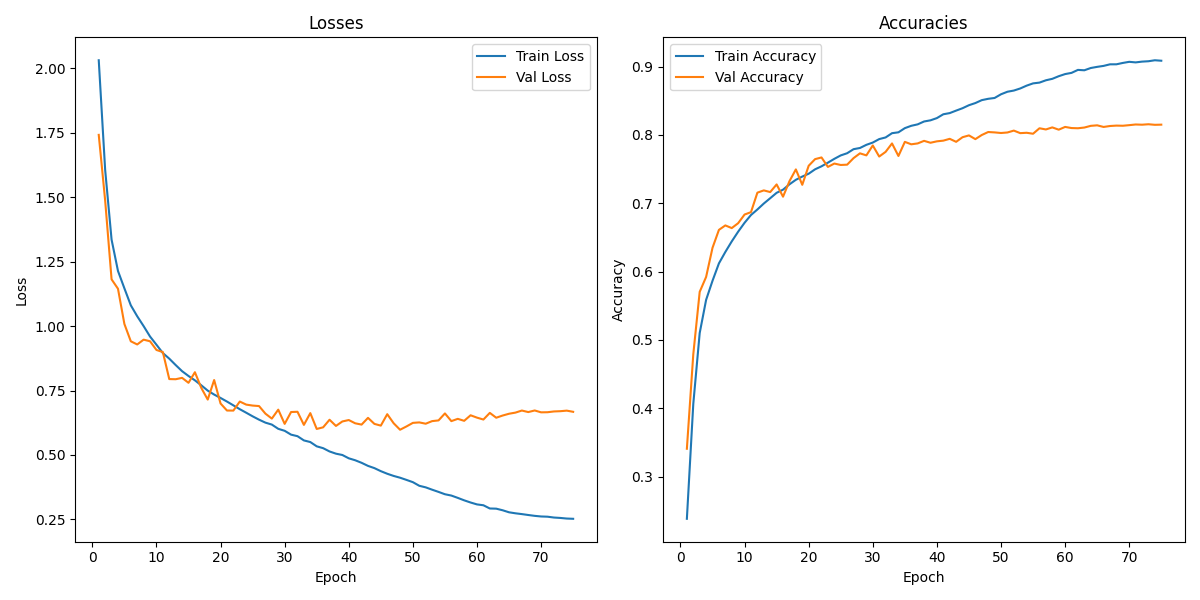 Losses
Train Loss
Val Loss
2.00
1.75
1.50
1.25
1.00
0.75
0.50
0.25
Loss
0 10 20 30 40 50 60 70
Epoch
Accuracies
Train Accuracy
Val Accuracy
0.9
0.8
0.7
0.6
0.5
0.4
0.3
Accuracy
0 10 20 30 40 50 60 70
Epoch